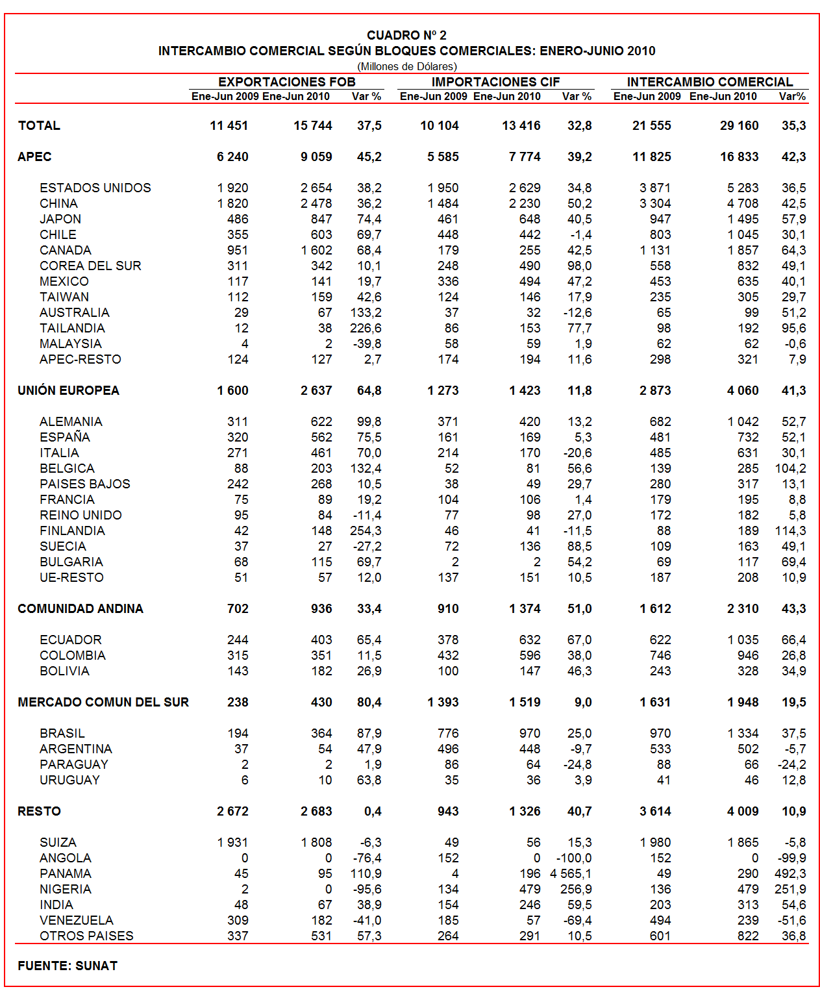 CUADRO Nº 2
INTERCAMBIO COMERCIAL SEGÚN BLOQUES COMERCIALES: ENERO-JUNIO 2010
(Millones de Dólares)
EXPORTACIONES FOB IMPORTACIONES CIF INTERCAMBIO COMERCIAL
Ene-Jun 2009 Ene-Jun 2010 Var % Ene-Jun 2009 Ene-Jun 2010 Var % Ene-Jun 2009 Ene-Jun 2010 Var%
TOTAL 11 451 15 744 37,5 10 104 13 416 32,8 21 555 29 160 35,3
APEC 6 240 9 059 45,2 5 585 7 774 39,2 11 825 16 833 42,3
ESTADOS UNIDOS 1 920 2 654 38,2 1 950 2 629 34,8 3 871 5 283 36,5
CHINA 1 820 2 478 36,2 1 484 2 230 50,2 3 304 4 708 42,5
JAPON 486 847 74,4 461 648 40,5 947 1 495 57,9
CHILE 355 603 69,7 448 442 -1,4 803 1 045 30,1
CANADA 951 1 602 68,4 179 255 42,5 1 131 1 857 64,3
COREA DEL SUR 311 342 10,1 248 490 98,0 558 832 49,1
MEXICO 117 141 19,7 336 494 47,2 453 635 40,1
TAIWAN 112 159 42,6 124 146 17,9 235 305 29,7
AUSTRALIA 29 67 133,2 37 32 -12,6 65 99 51,2
TAILANDIA 12 38 226,6 86 153 77,7 98 192 95,6
MALAYSIA 4 2 -39,8 58 59 1,9 62 62 -0,6
APEC-RESTO 124 127 2,7 174 194 11,6 298 321 7,9
UNIÓN EUROPEA 1 600 2 637 64,8 1 273 1 423 11,8 2 873 4 060 41,3
ALEMANIA 311 622 99,8 371 420 13,2 682 1 042 52,7
ESPAÑA 320 562 75,5 161 169 5,3 481 732 52,1
ITALIA 271 461 70,0 214 170 -20,6 485 631 30,1
BELGICA 88 203 132,4 52 81 56,6 139 285 104,2
PAISES BAJOS 242 268 10,5 38 49 29,7 280 317 13,1
FRANCIA 75 89 19,2 104 106 1,4 179 195 8,8
REINO UNIDO 95 84 -11,4 77 98 27,0 172 182 5,8
FINLANDIA 42 148 254,3 46 41 -11,5 88 189 114,3
SUECIA 37 27 -27,2 72 136 88,5 109 163 49,1
BULGARIA 68 115 69,7 2 2 54,2 69 117 69,4
UE-RESTO 51 57 12,0 137 151 10,5 187 208 10,9
COMUNIDAD ANDINA 702 936 33,4 910 1 374 51,0 1 612 2 310 43,3
ECUADOR 244 403 65,4 378 632 67,0 622 1 035 66,4
COLOMBIA 315 351 11,5 432 596 38,0 746 946 26,8
BOLIVIA 143 182 26,9 100 147 46,3 243 328 34,9
MERCADO COMUN DEL SUR 238 430 80,4 1 393 1 519 9,0 1 631 1 948 19,5
BRASIL 194 364 87,9 776 970 25,0 970 1 334 37,5
ARGENTINA 37 54 47,9 496 448 -9,7 533 502 -5,7
PARAGUAY 2 2 1,9 86 64 -24,8 88 66 -24,2
URUGUAY 6 10 63,8 35 36 3,9 41 46 12,8
RESTO 2 672 2 683 0,4 943 1 326 40,7 3 614 4 009 10,9
SUIZA 1 931 1 808 -6,3 49 56 15,3 1 980 1 865 -5,8
ANGOLA 0 0 -76,4 152 0 -100,0 152 0 -99,9
PANAMA 45 95 110,9 4 196 4 565,1 49 290 492,3
NIGERIA 2 0 -95,6 134 479 256,9 136 479 251,9
INDIA 48 67 38,9 154 246 59,5 203 313 54,6
VENEZUELA 309 182 -41,0 185 57 -69,4 494 239 -51,6
OTROS PAISES 337 531 57,3 264 291 10,5 601 822 36,8
FUENTE: SUNAT